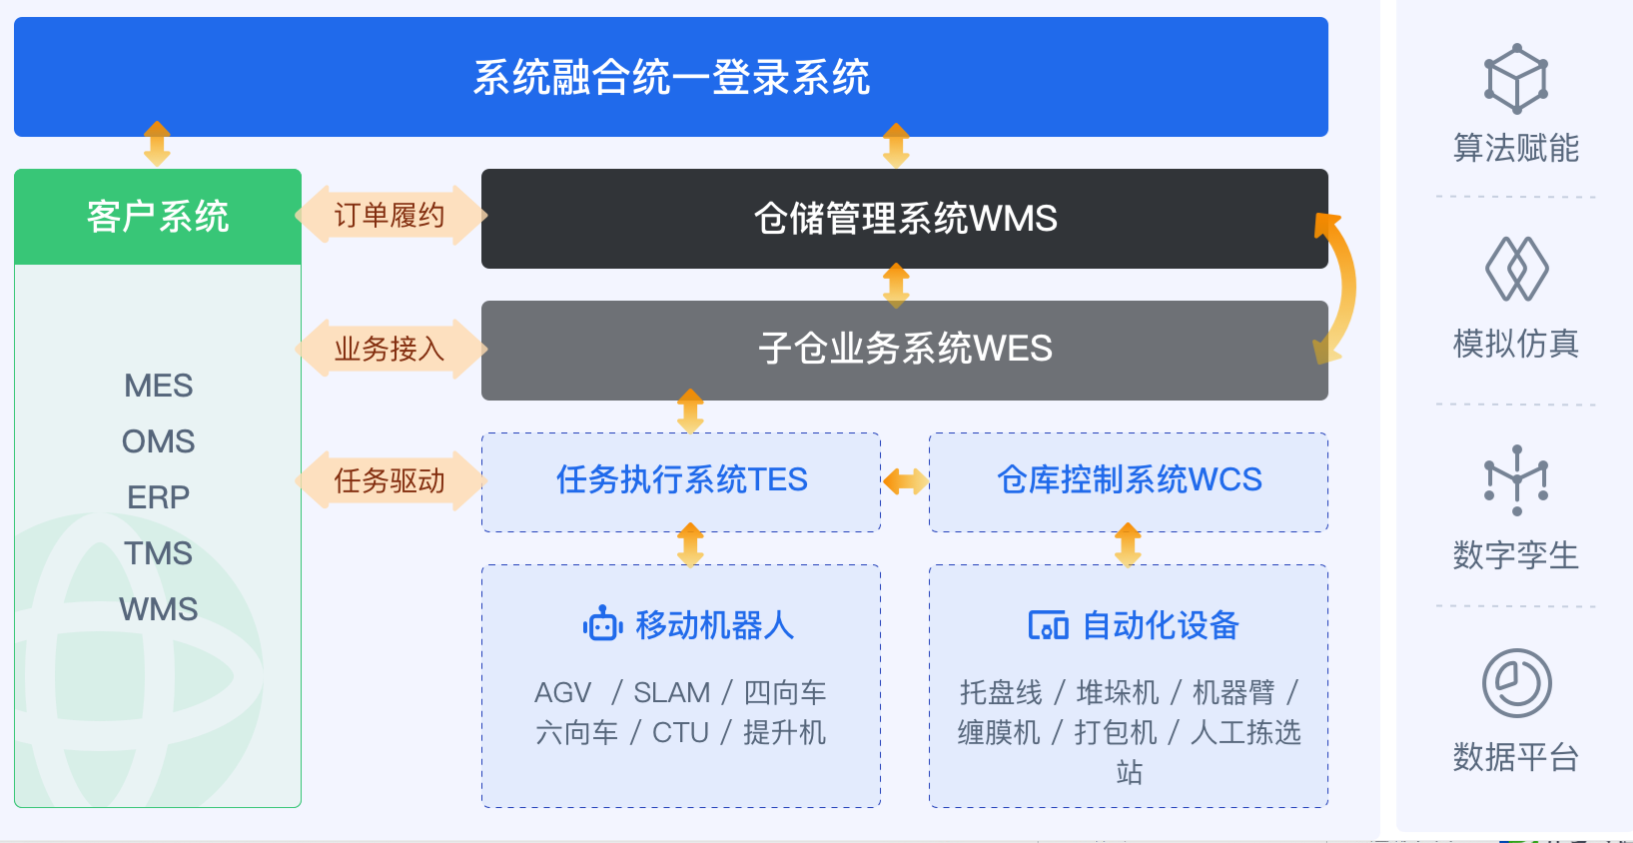 系统融合统一登录系统
客户系统
订单履约
仓储管理系统WMS
业务接入
子仓业务系统WES
MES
OMS
ERP
TMS
WMS
任务驱动
任务执行系统TES
仓库控制系统WCS
移动机器人
AGV / SLAM / 四向车
六向车 / CTU / 提升机
自动化设备
托盘线 / 堆垛机 / 机器臂 /
缠膜机 / 打包机 / 人工拣选
站
算法赋能
模拟仿真
数字孪生
数据平台